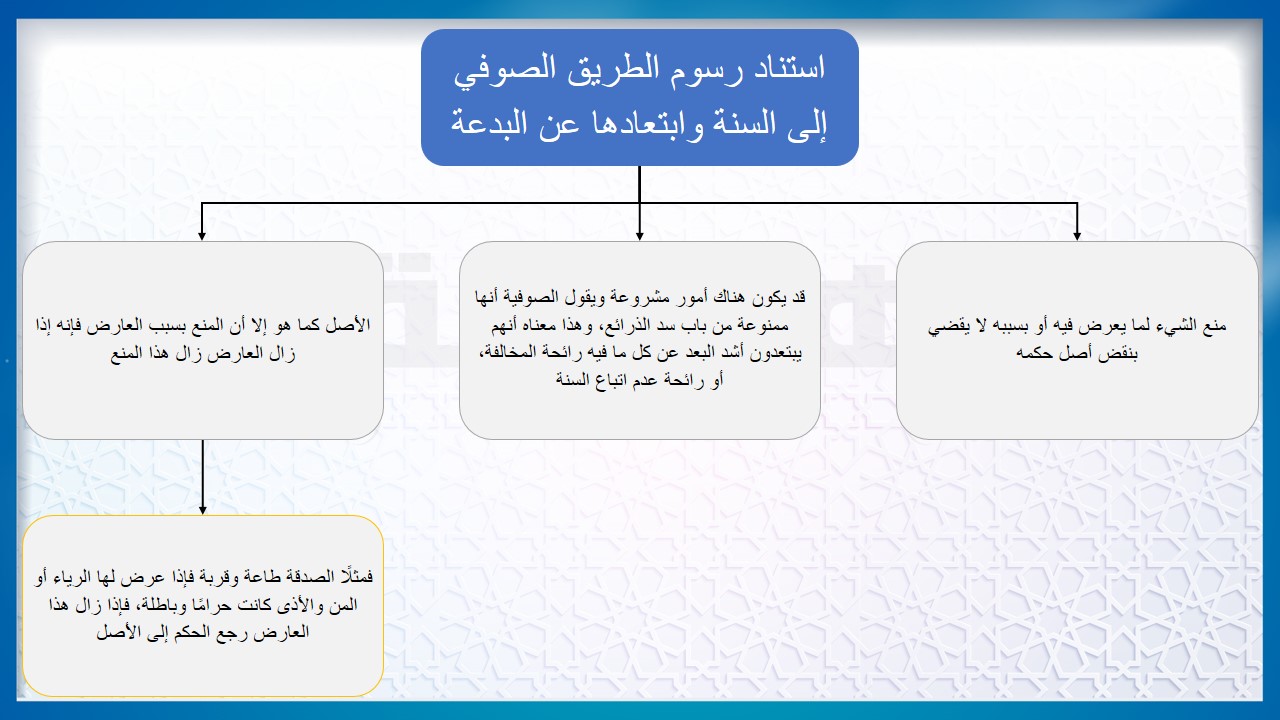 استناد رسوم الطريق الصوفي
إلى السنة وابتعادها عن البدعة
منع الشيء لما يعرض فيه أو بسببه لا يقضي
بنقض أصل حكمه
قد يكون هناك أمور مشروعة ويقول الصوفية أنها
ممنوعة من باب سد الذرائع، وهذا معناه أنهم
يبتعدون أشد البعد عن كل ما فيه رائحة المخالفة،
أو رائحة عدم اتباع السنة
الأصل كما هو إلا أن المنع بسبب العارض فإنه إذا
زال العارض زال هذا المنع
فمثلًا الصدقة طاعة وقربة فإذا عرض لها الرياء أو
المن والأذى كانت حرامًا وباطلة، فإذا زال هذا
العارض رجع الحكم إلى الأصل